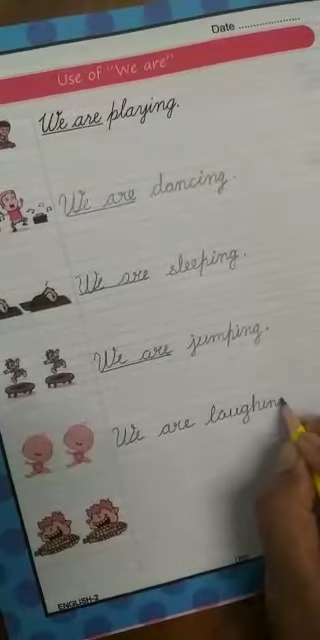 Date ....................
Use of "We are"
We are playing.
We are dancing.
We are sleeping.
We are jumping.
We are laughin
ENGLISH-2